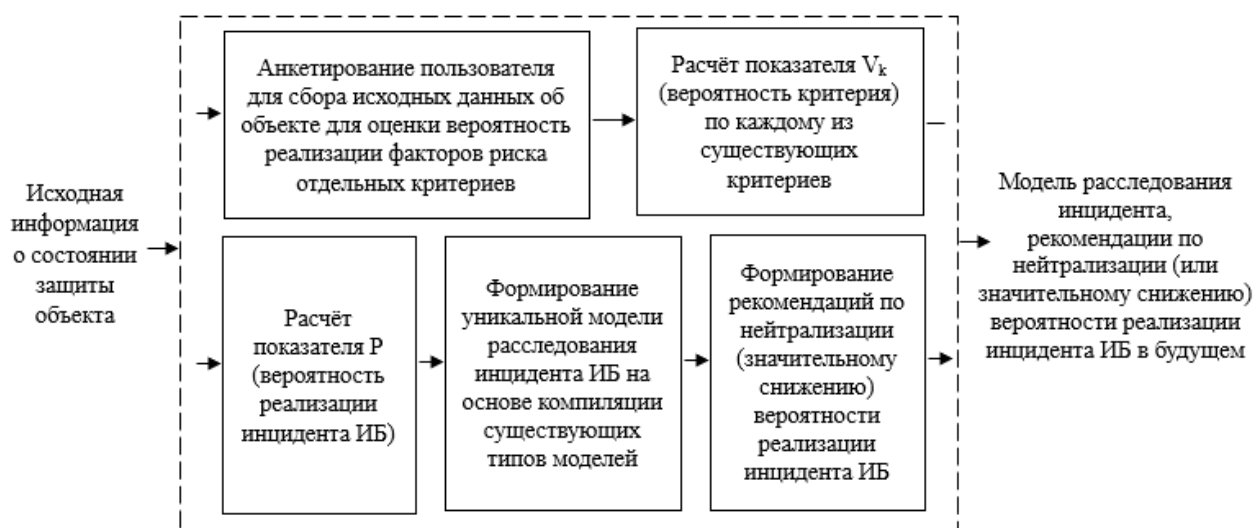 Исходная
информация
о состоянии
защиты
объекта
Анкетирование пользователя
для сбора исходных данных об
объекте для оценки вероятность
реализации факторов риска
отдельных критериев
Расчёт показателя Vk
(вероятность критерия)
по каждому из
существующих
критериев
Расчёт
показателя P
(вероятность
реализации
инцидента ИБ)
Формирование
уникальной модели
расследования
инцидента ИБ на
основе компиляции
существующих
типов моделей
Формирование
рекомендаций по
нейтрализации
(значительному
снижению)
вероятности
реализации
инцидента ИБ
Модель расследования
инцидента,
рекомендации по
нейтрализации (или
значительному снижению)
вероятности реализации
инцидента ИБ в будущем